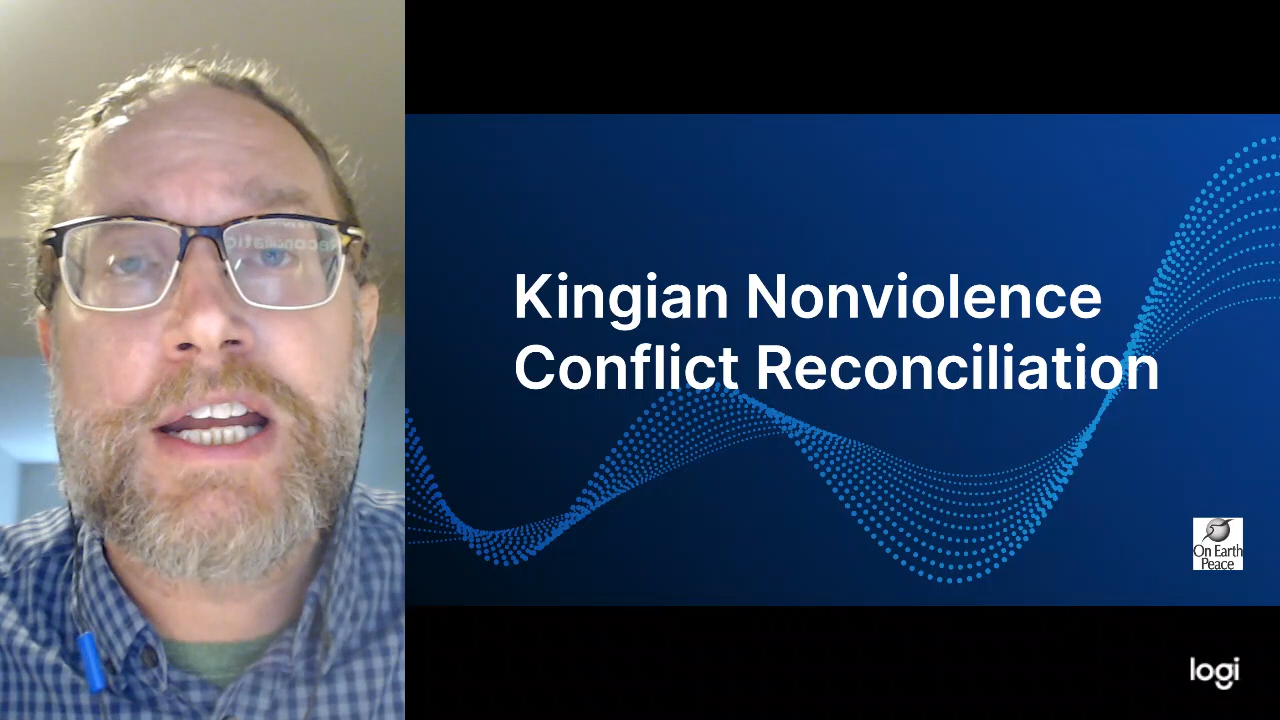 Kingian Nonviolence
Conflict Reconciliation
On Earth
Peace
logi